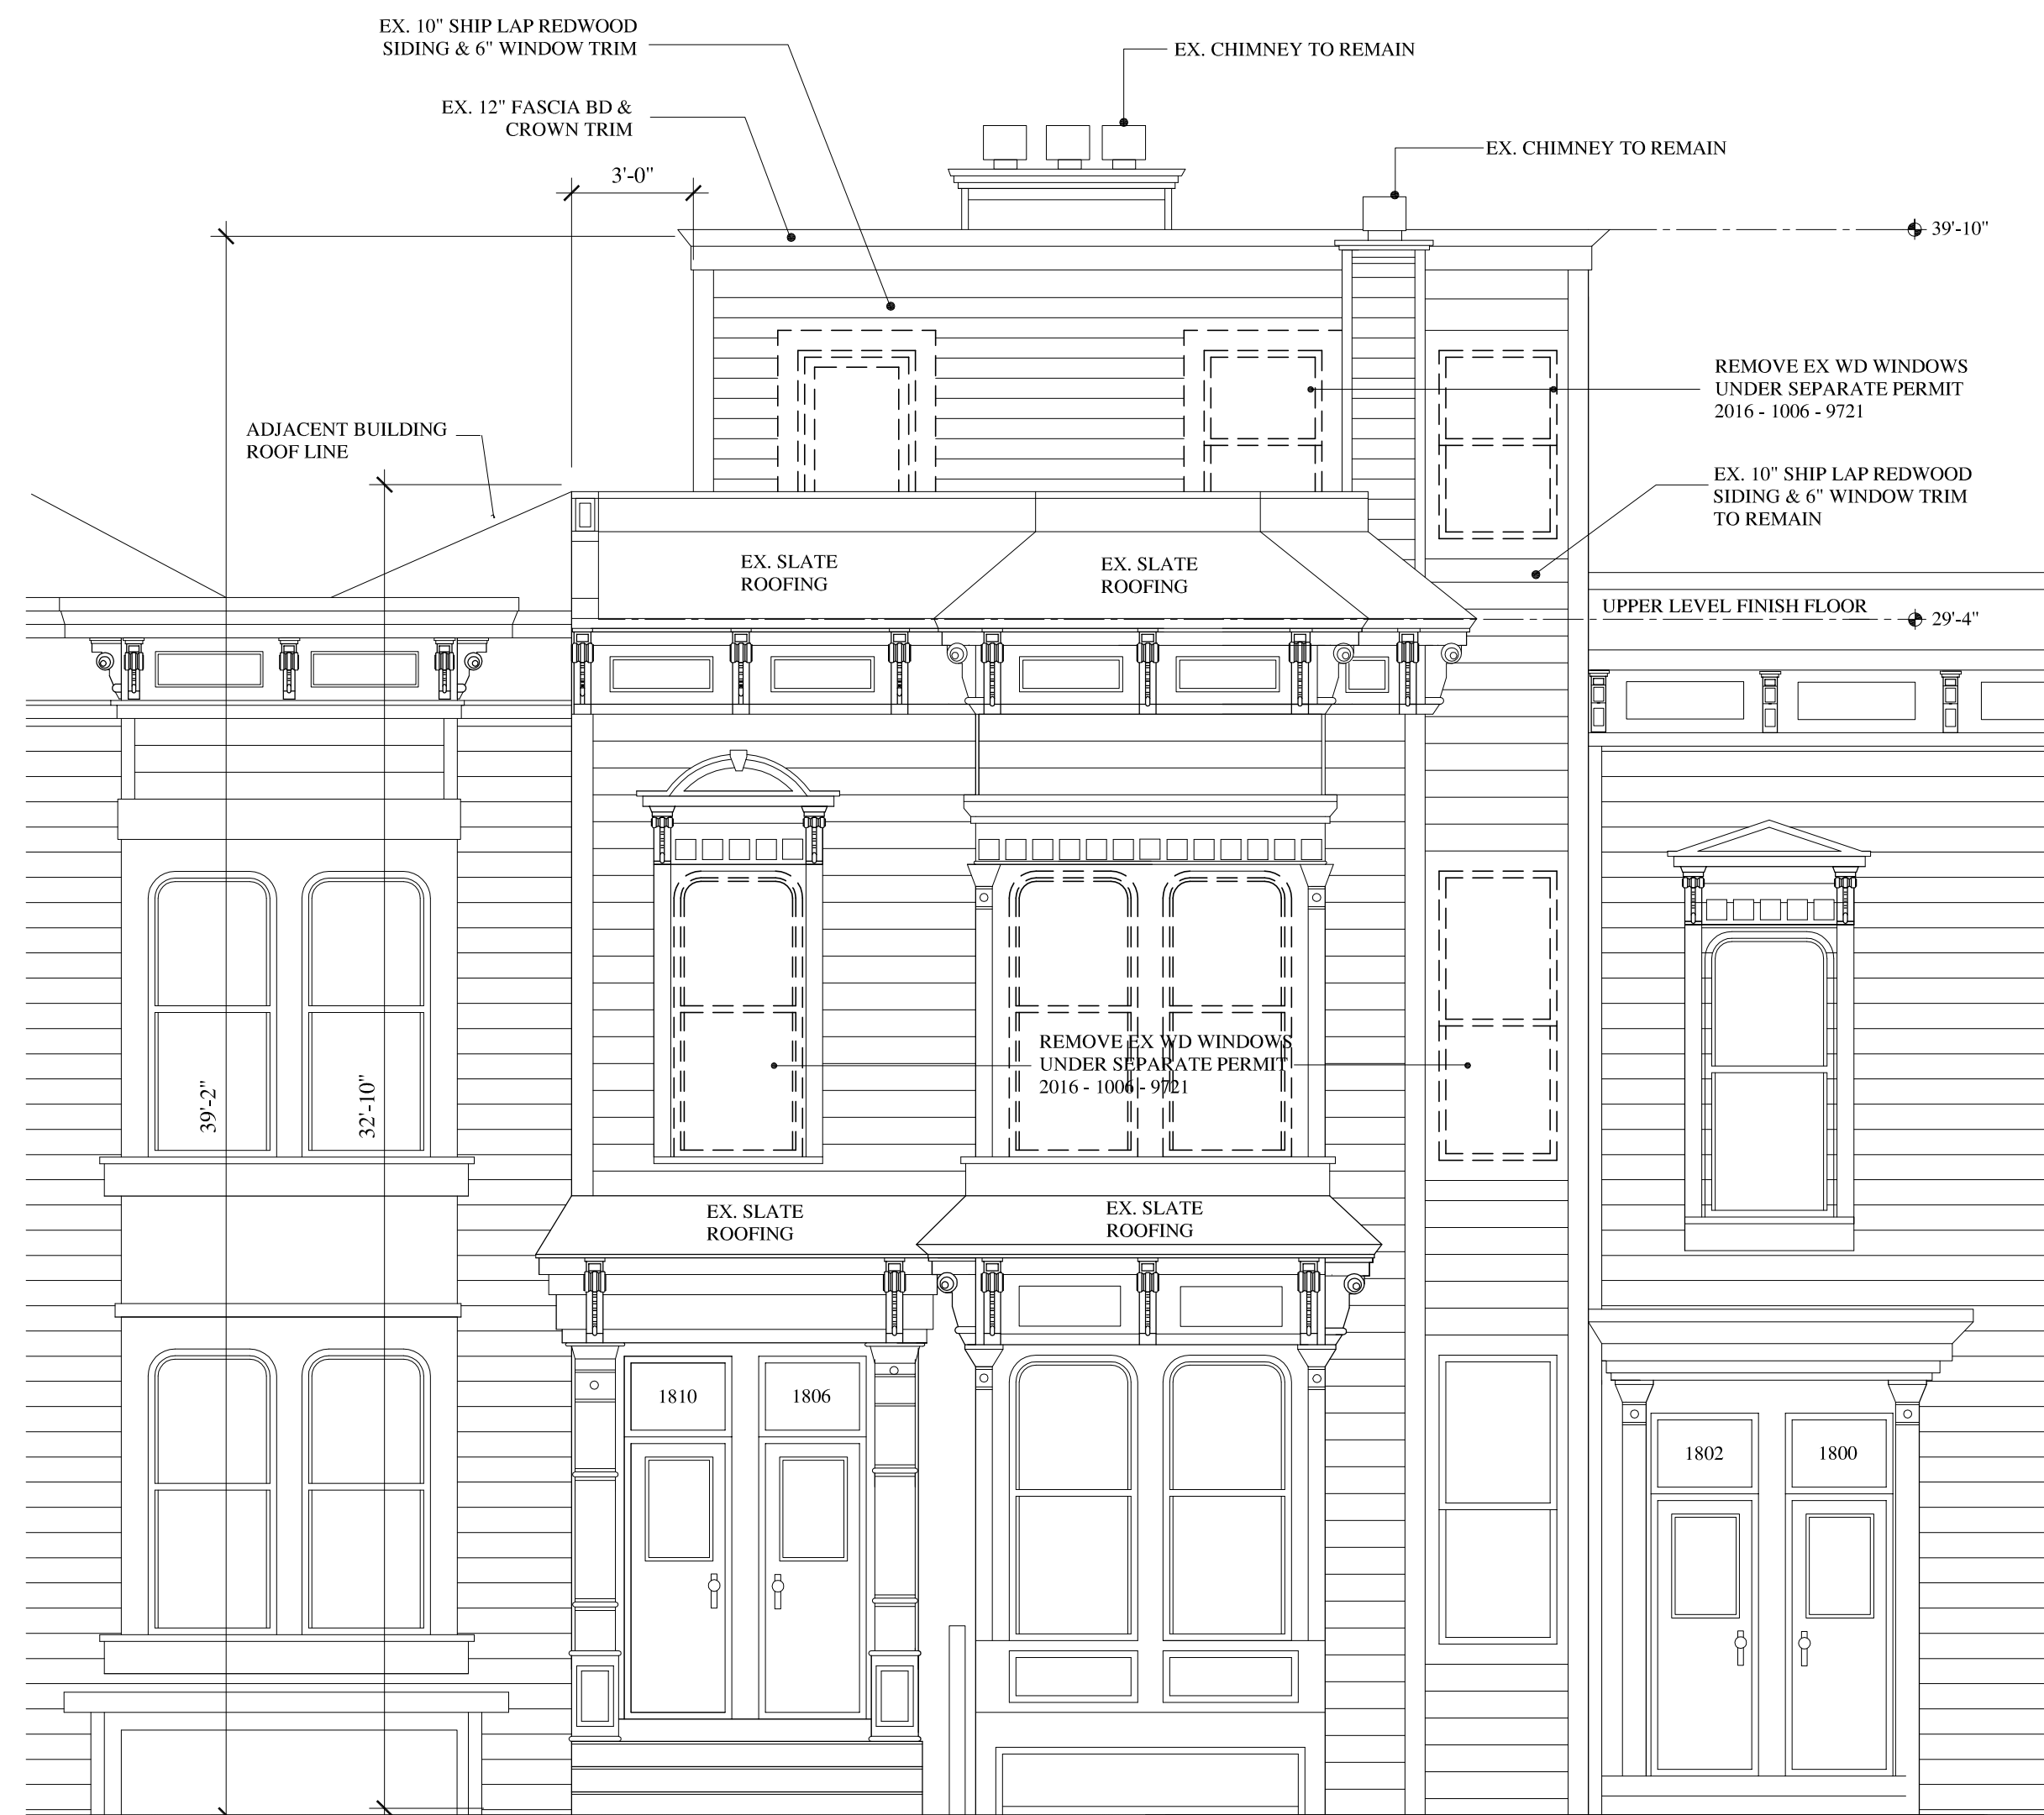 EX. 10" SHIP LAP REDWOOD
SIDING & 6" WINDOW TRIM
EX. CHIMNEY TO REMAIN
EX. 12" FASCIA BD &
CROWN TRIM
EX. CHIMNEY TO REMAIN
3'-0"
39'-10"
REMOVE EX WD WINDOWS
UNDER SEPARATE PERMIT
2016 - 1006 - 9721
ADJACENT BUILDING
ROOF LINE
EX. 10" SHIP LAP REDWOOD
SIDING & 6" WINDOW TRIM
TO REMAIN
EX. SLATE
ROOFING
EX. SLATE
ROOFING
UPPER LEVEL FINISH FLOOR
29'-4"
REMOVE EX WD WINDOWS
UNDER SEPARATE PERMIT
2016 - 1006 - 9721
39'-2"
32'-10"
EX. SLATE
ROOFING
EX. SLATE
ROOFING
1810
1806
1802
1800